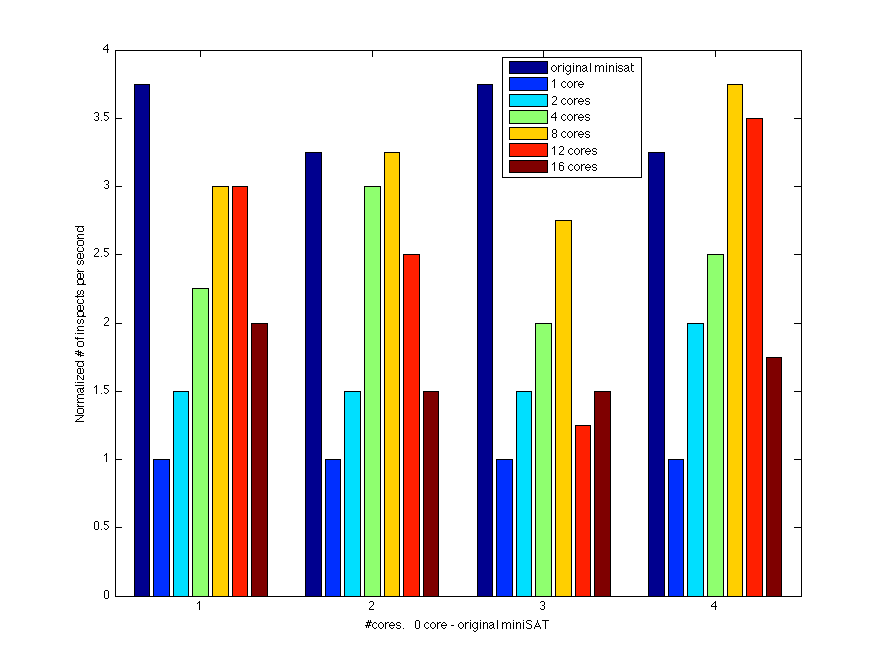 4
3.5
3
2.5
2
1.5
1
0.5
0
Normalized # of inspects per second
original minisat
1 core
2 cores
4 cores
8 cores
12 cores
16 cores
1 2 3 4
#cores. 0 core - original miniSAT